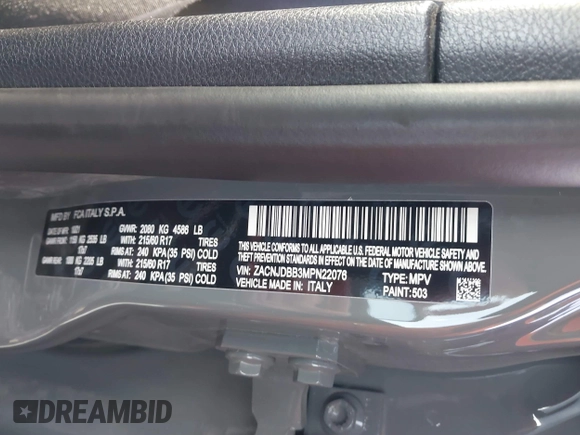 MFD BY: FCA ITALY S.P.A.
GVWR: 2080 KG 4586 LB
WITH: 215/60 R17 TIRES
RIMS AT: 240 KPA(35 PSI) COLD
WITH: 215/60 R17 TIRES
RIMS AT: 240 KPA(35 PSI) COLD
THIS VEHICLE CONFORMS TO ALL APPLICABLE FEDERAL
MOTOR VEHICLE SAFETY, BUMPER AND THEFT
PREVENTION STANDARDS IN EFFECT ON THE DATE OF
MANUFACTURE SHOWN ABOVE.
VIN: ZACNJDBB3MPN22076 TYPE: MPV
VEHICLE MADE IN: ITALY PAINT: 503
DREAMBID